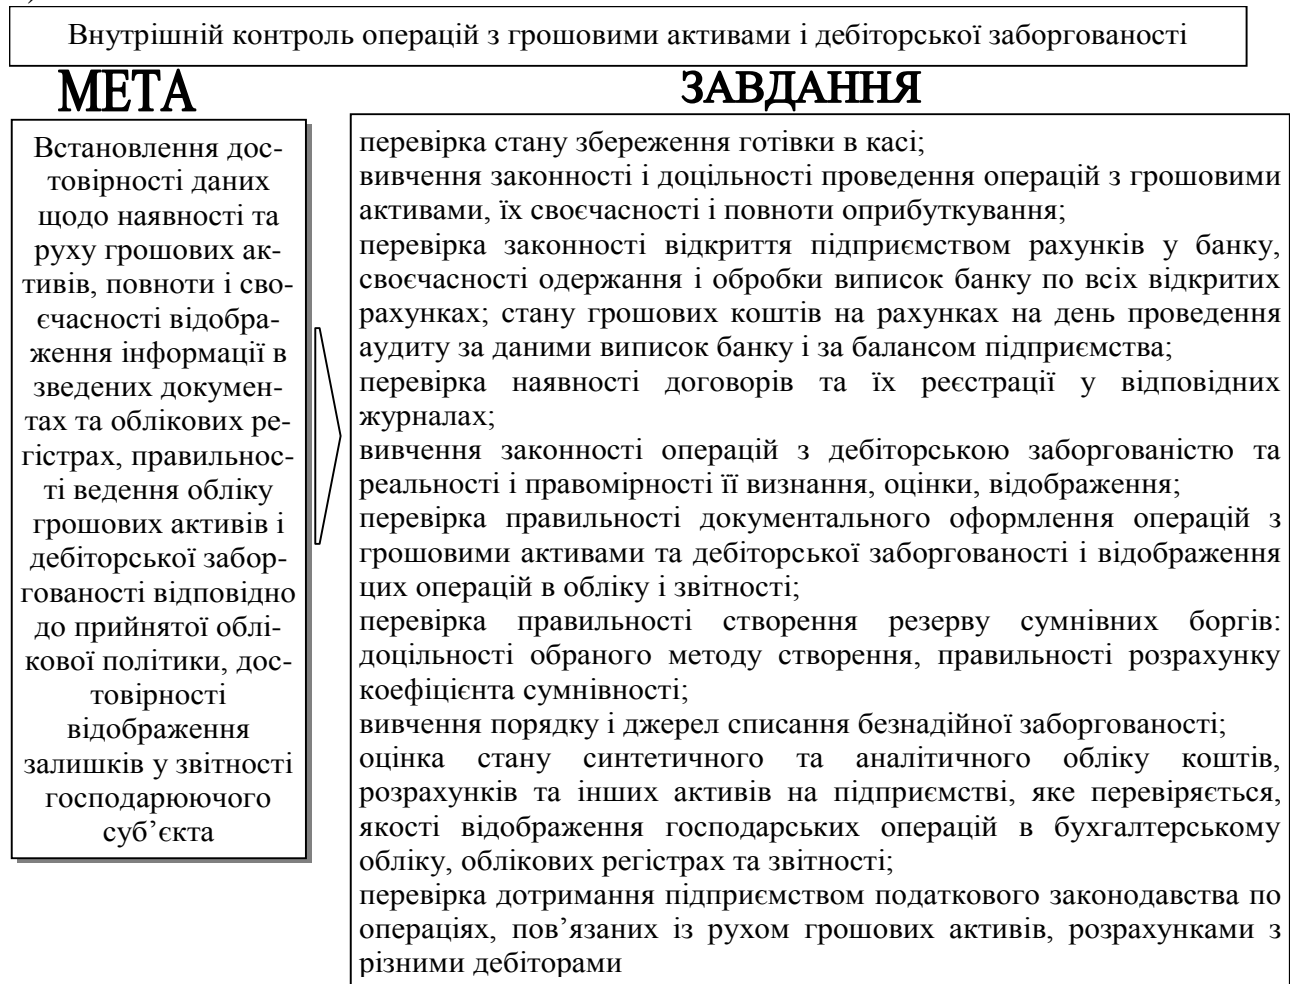 Внутрішній контроль операцій з грошовими активами і дебіторської заборгованості
МЕТА
Встановлення дос-
товірності даних
щодо наявності та
руху грошових ак-
тивів, повноти і сво-
єчасності відобра-
ження інформації в
зведених докумен-
тах та облікових ре-
гістрах, правильнос-
ті ведення обліку
грошових активів і
дебіторської забор-
гованості відповідно
до прийнятої облі-
кової політики, дос-
товірності
відображення
залишків у звітності
господарюючого
суб’єкта
ЗАВДАННЯ
перевірка стану збереження готівки в касі;
вивчення законності і доцільності проведення операцій з грошовими
активами, їх своєчасності і повноти оприбуткування;
перевірка законності відкриття підприємством рахунків у банку,
своєчасності одержання і обробки виписок банку по всіх відкритих
рахунках; стану грошових коштів на рахунках на день проведення
аудиту за даними виписок банку і за балансом підприємства;
перевірка наявності договорів та їх реєстрації у відповідних
журналах;
вивчення законності операцій з дебіторською заборгованістю та
реальності і правомірності її визнання, оцінки, відображення;
перевірка правильності документального оформлення операцій з
грошовими активами та дебіторської заборгованості і відображення
цих операцій в обліку і звітності;
перевірка правильності створення резерву сумнівних боргів:
доцільності обраного методу створення, правильності розрахунку
коефіцієнта сумнівності;
вивчення порядку і джерел списання безнадійної заборгованості;
оцінка стану синтетичного та аналітичного обліку коштів,
розрахунків та інших активів на підприємстві, яке перевіряється,
якості відображення господарських операцій в бухгалтерському
обліку, облікових регістрах та звітності;
перевірка дотримання підприємством податкового законодавства по
операціях, пов’язаних із рухом грошових активів, розрахунками з
різними дебіторами